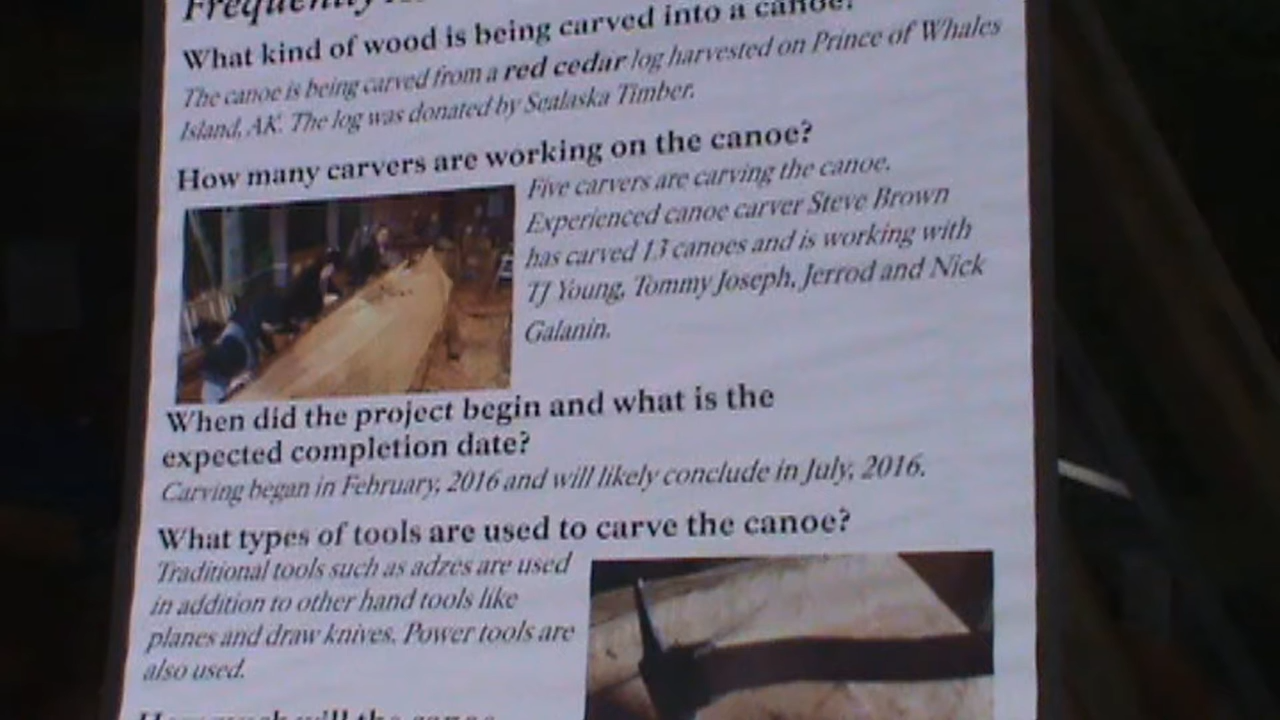 Frequently
What kind of wood is being carved into a canoe?
The canoe is being carved from a red cedar log harvested on Prince of Whales
Island, AK. The log was donated by Sealaska Timber.
How many carvers are working on the canoe?
Five carvers are carving the canoe.
Experienced canoe carver Steve Brown
has carved 13 canoes and is working with
TJ Young, Tommy Joseph, Jerrod and Nick
Galanin.
When did the project begin and what is the
expected completion date?
Carving began in February, 2016 and will likely conclude in July, 2016.
What types of tools are used to carve the canoe?
Traditional tools such as adzes are used
in addition to other hand tools like
planes and draw knives. Power tools are
also used.
How much will the canoe